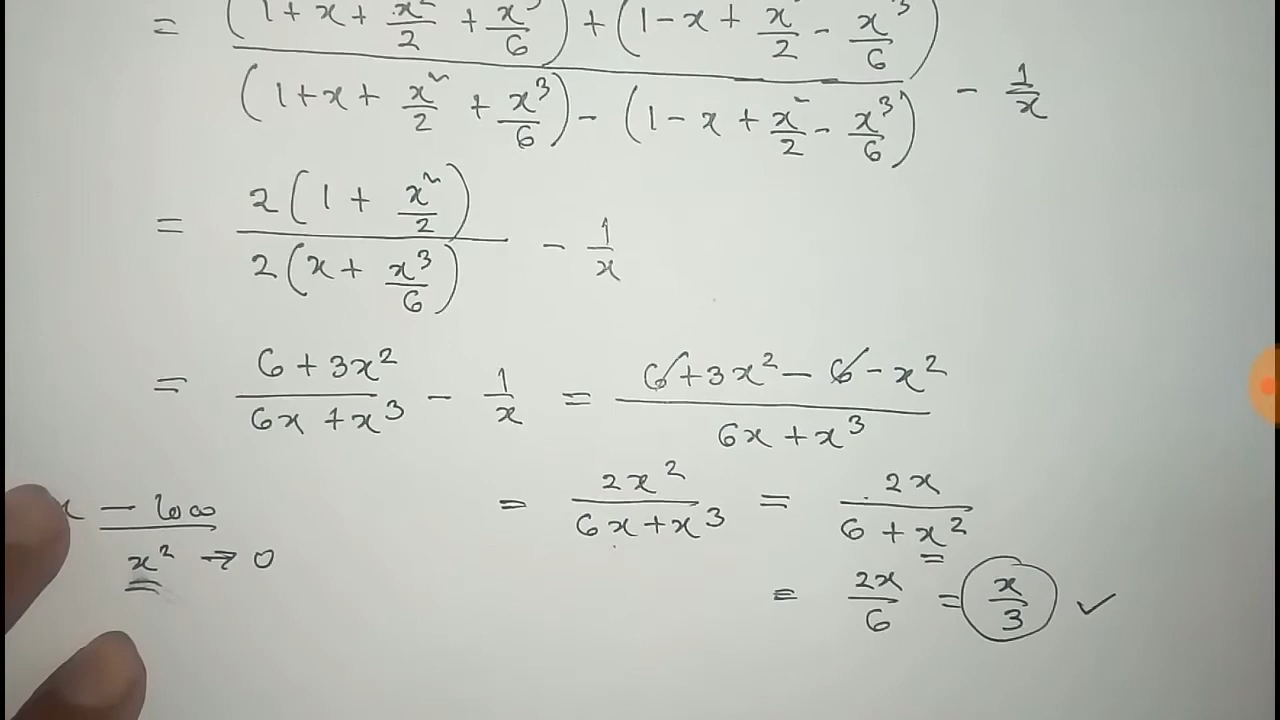 = (1 + x + x²/2 + x³/6) + (1 - x + x²/2 - x³/6)
(1 + x + x²/2 + x³/6) - (1 - x + x²/2 - x³/6) - 1/x
= 2(1 + x²/2) / 2(x + x³/6) - 1/x
= 6 + 3x² / 6x + x³ - 1/x = 6 + 3x² - 6 - x² / 6x + x³
= 2x² / 6x + x³ = 2x / 6 + x²
x - low
x² → 0
= 2x/6 = x/3 ✓